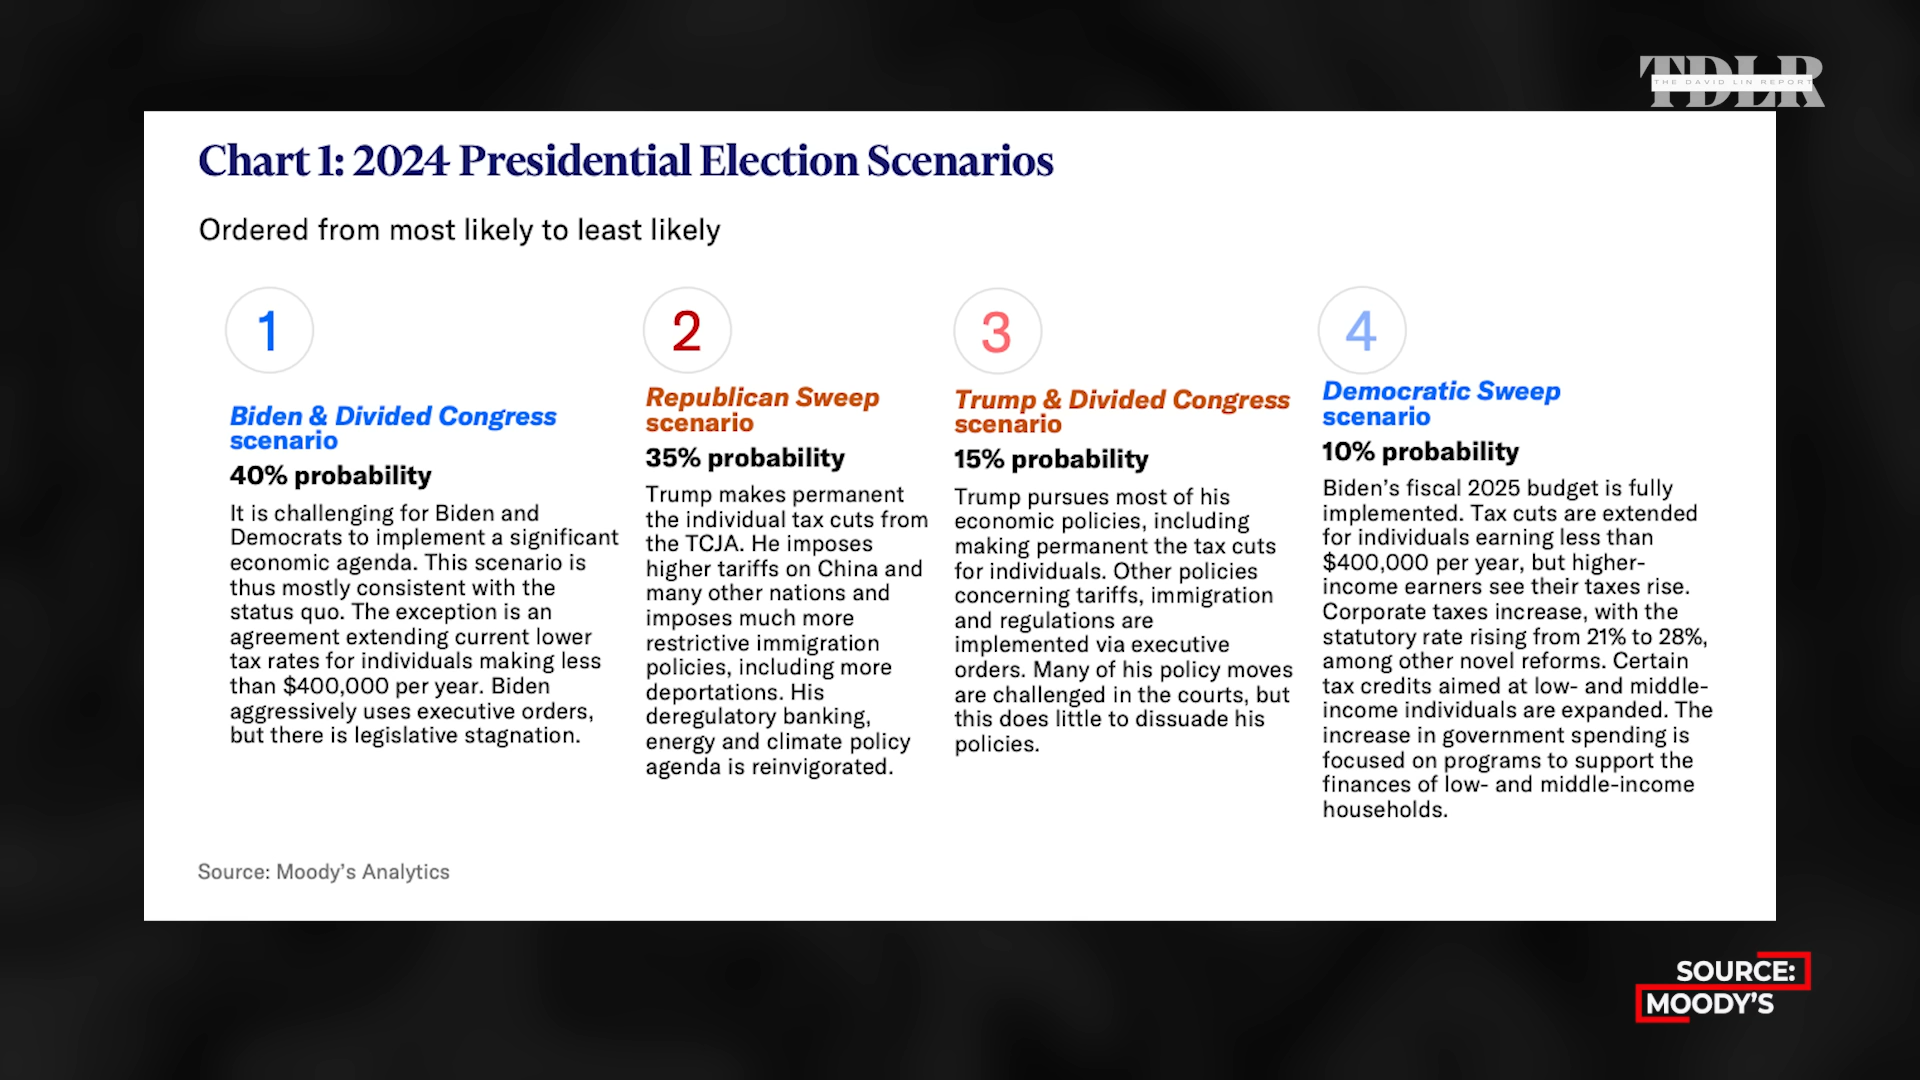 TDLR
THE DAVID LIN REPORT
Chart 1: 2024 Presidential Election Scenarios
Ordered from most likely to least likely
1
Biden & Divided Congress
scenario
40% probability
It is challenging for Biden and
Democrats to implement a significant
economic agenda. This scenario is
thus mostly consistent with the
status quo. The exception is an
agreement extending current lower
tax rates for individuals making less
than $400,000 per year. Biden
aggressively uses executive orders,
but there is legislative stagnation.
2
Republican Sweep
scenario
35% probability
Trump makes permanent
the individual tax cuts from
the TCJA. He imposes
higher tariffs on China and
many other nations and
imposes much more
restrictive immigration
policies, including more
deportations. His
deregulatory banking,
energy and climate policy
agenda is reinvigorated.
3
Trump & Divided Congress
scenario
15% probability
Trump pursues most of his
economic policies, including
making permanent the tax cuts
for individuals. Other policies
concerning tariffs, immigration
and regulations are
implemented via executive
orders. Many of his policy moves
are challenged in the courts, but
this does little to dissuade his
policies.
4
Democratic Sweep
scenario
10% probability
Biden’s fiscal 2025 budget is fully
implemented. Tax cuts are extended
for individuals earning less than
$400,000 per year, but higher-
income earners see their taxes rise.
Corporate taxes increase, with the
statutory rate rising from 21% to 28%,
among other novel reforms. Certain
tax credits aimed at low- and middle-
income individuals are expanded. The
increase in government spending is
focused on programs to support the
finances of low- and middle-income
households.
Source: Moody’s Analytics
SOURCE:
MOODY’S